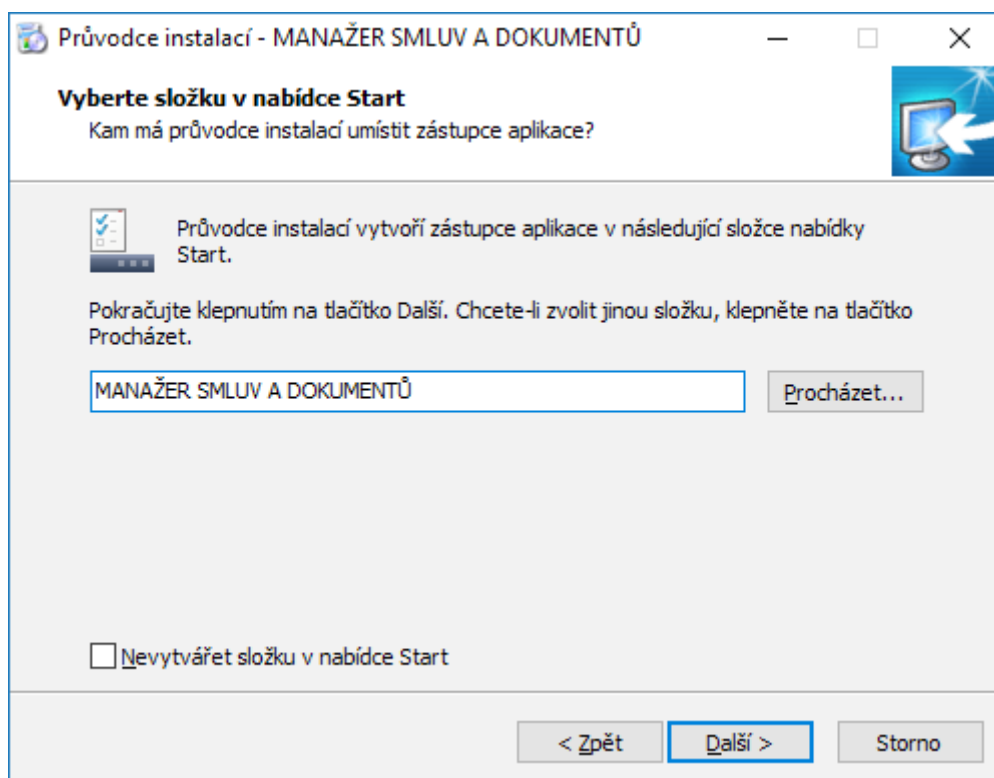 Průvodce instalací - MANAŽER SMLUV A DOKUMENTŮ
Vyberte složku v nabídce Start
Kam má průvodce instalací umístit zástupce aplikace?
Průvodce instalací vytvoří zástupce aplikace v následující složce nabídky
Start.
Pokračujte klepnutím na tlačítko Další. Chcete-li zvolit jinou složku, klepněte na tlačítko
Procházet.
MANAŽER SMLUV A DOKUMENTŮ
Procházet...
Nevytvářet složku v nabídce Start
< Zpět
Další >
Storno